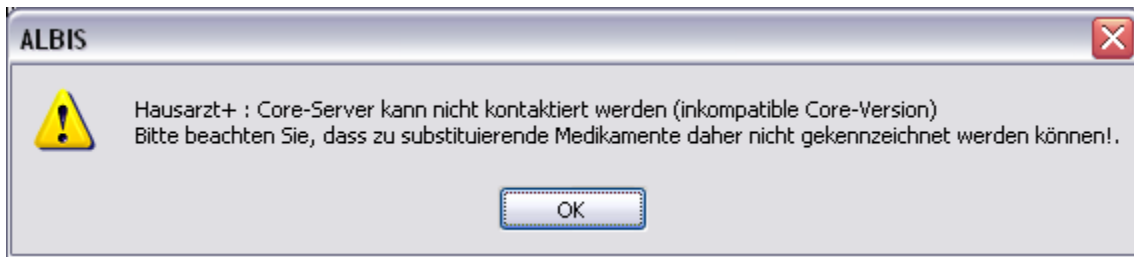 ALBIS
Hausarzt+ : Core-Server kann nicht kontaktiert werden (inkompatible Core-Version)
Bitte beachten Sie, dass zu substituierende Medikamente daher nicht gekennzeichnet werden können!.
OK